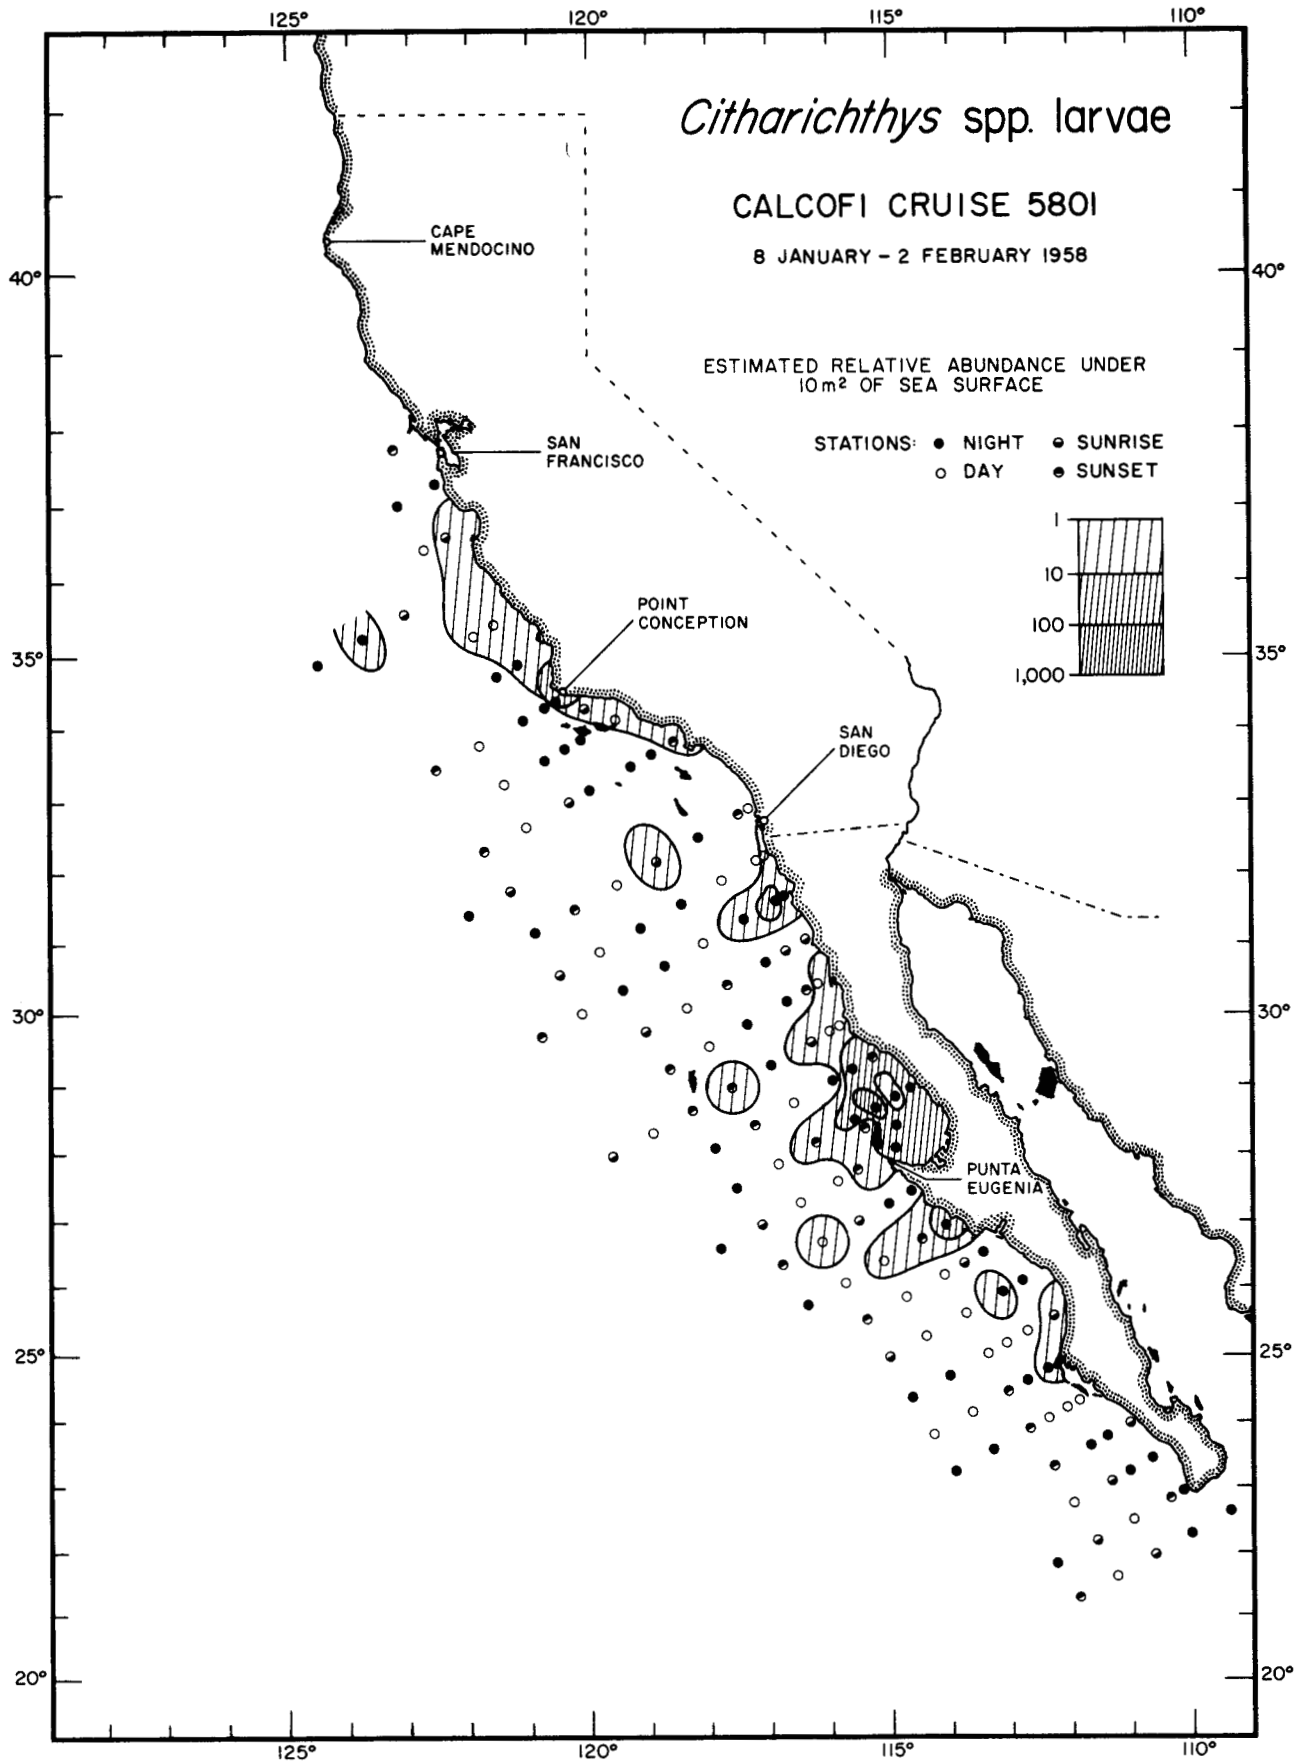 125°
120°
115°
110°
Citharichthys spp. larvae
CALCOFI CRUISE 5801
8 JANUARY – 2 FEBRUARY 1958
CAPE
MENDOCINO
40°
40°
ESTIMATED RELATIVE ABUNDANCE UNDER
10 m² OF SEA SURFACE
STATIONS: ● NIGHT ◒ SUNRISE
○ DAY ◓ SUNSET
SAN
FRANCISCO
1
10
100
1,000
POINT
CONCEPTION
35°
35°
SAN
DIEGO
30°
30°
PUNTA
EUGENIA
25°
25°
20°
20°
125°
120°
115°
110°